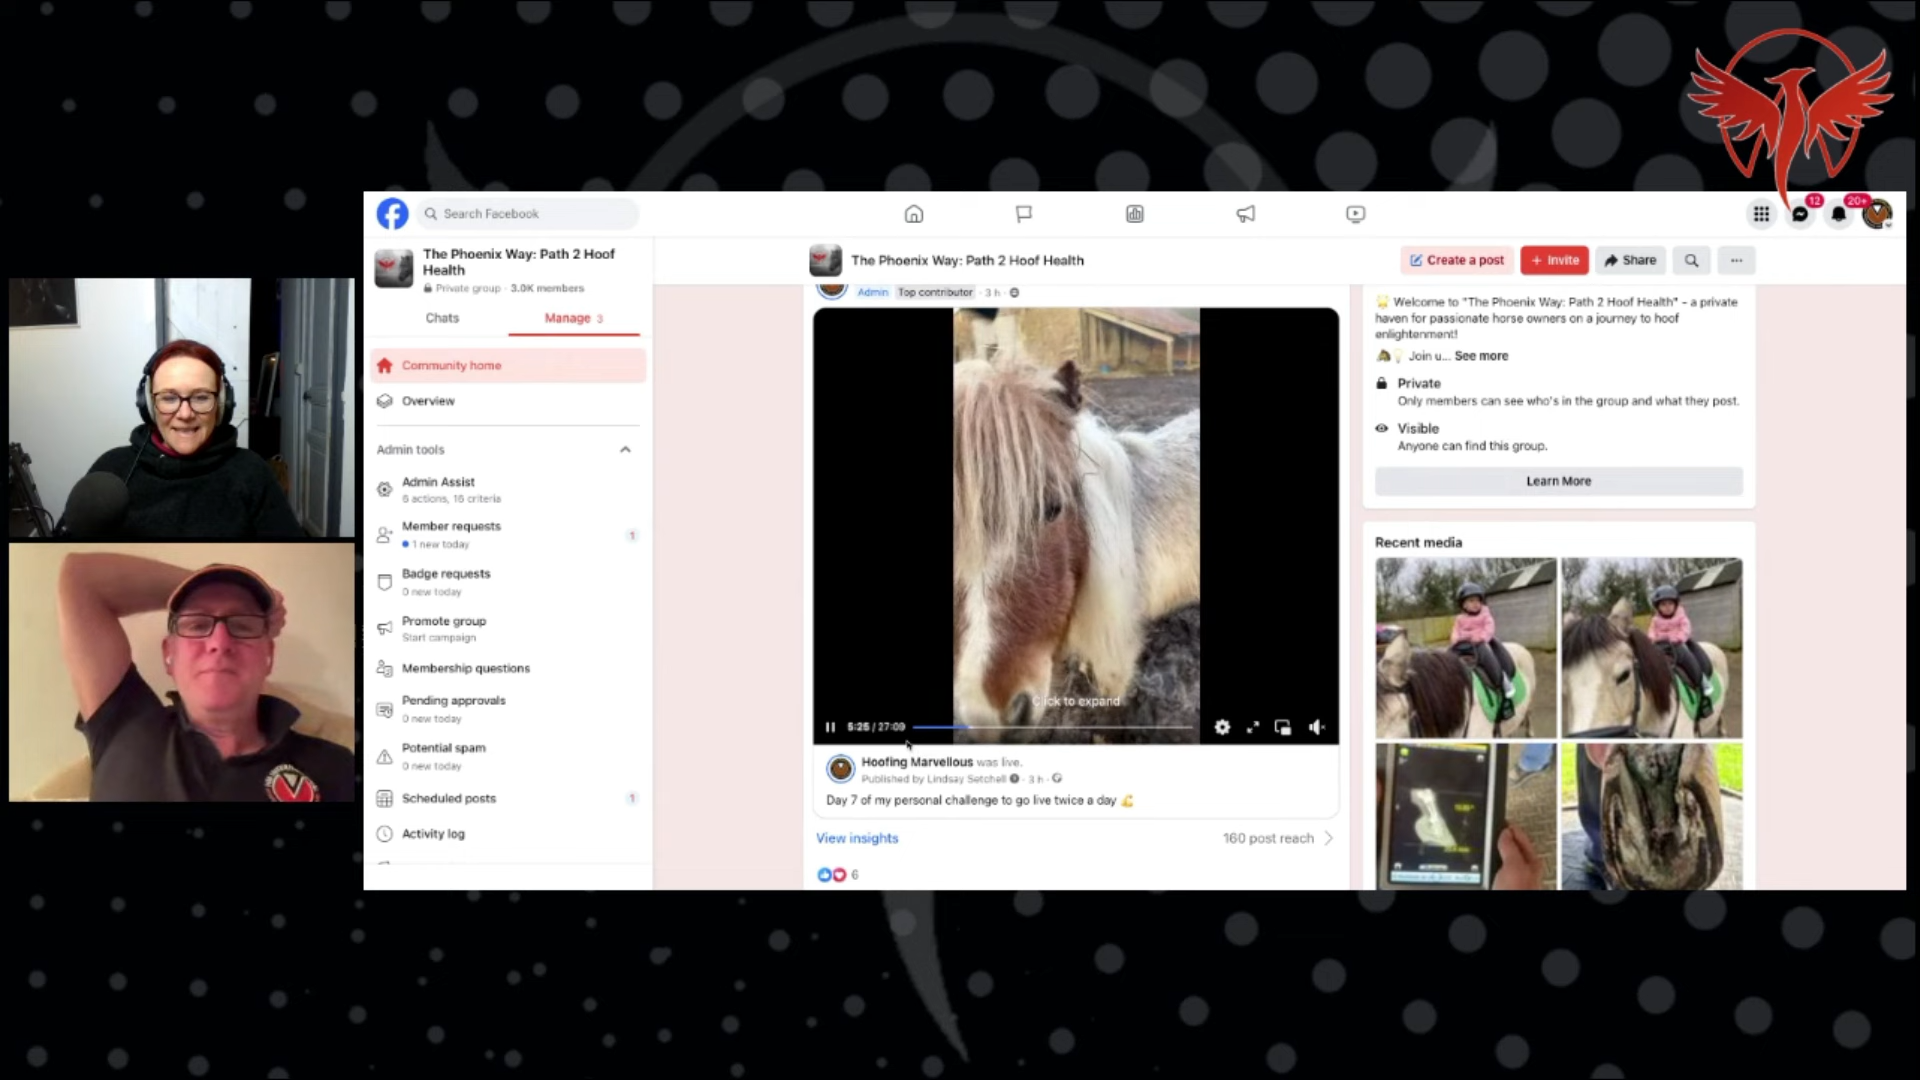 Search Facebook
12
20+
The Phoenix Way: Path 2 Hoof
Health
Private group · 3.0K members
Chats
Manage 3
Community home
Overview
Admin tools
Admin Assist
6 actions, 16 criteria
Member requests
1 new today
1
Badge requests
0 new today
Promote group
Start campaign
Membership questions
Pending approvals
0 new today
Potential spam
0 new today
Scheduled posts
1
Activity log
The Phoenix Way: Path 2 Hoof Health
Create a post
+ Invite
Share
Admin Top contributor · 3 h ·
Click to expand
5:25 / 27:09
Hoofing Marvellous was live.
Published by Lindsay Setchell · 3 h ·
Day 7 of my personal challenge to go live twice a day 💪
View insights
160 post reach
6
Welcome to "The Phoenix Way: Path 2 Hoof Health" - a private
haven for passionate horse owners on a journey to hoof
enlightenment!
Join u... See more
Private
Only members can see who's in the group and what they post.
Visible
Anyone can find this group.
Learn More
Recent media